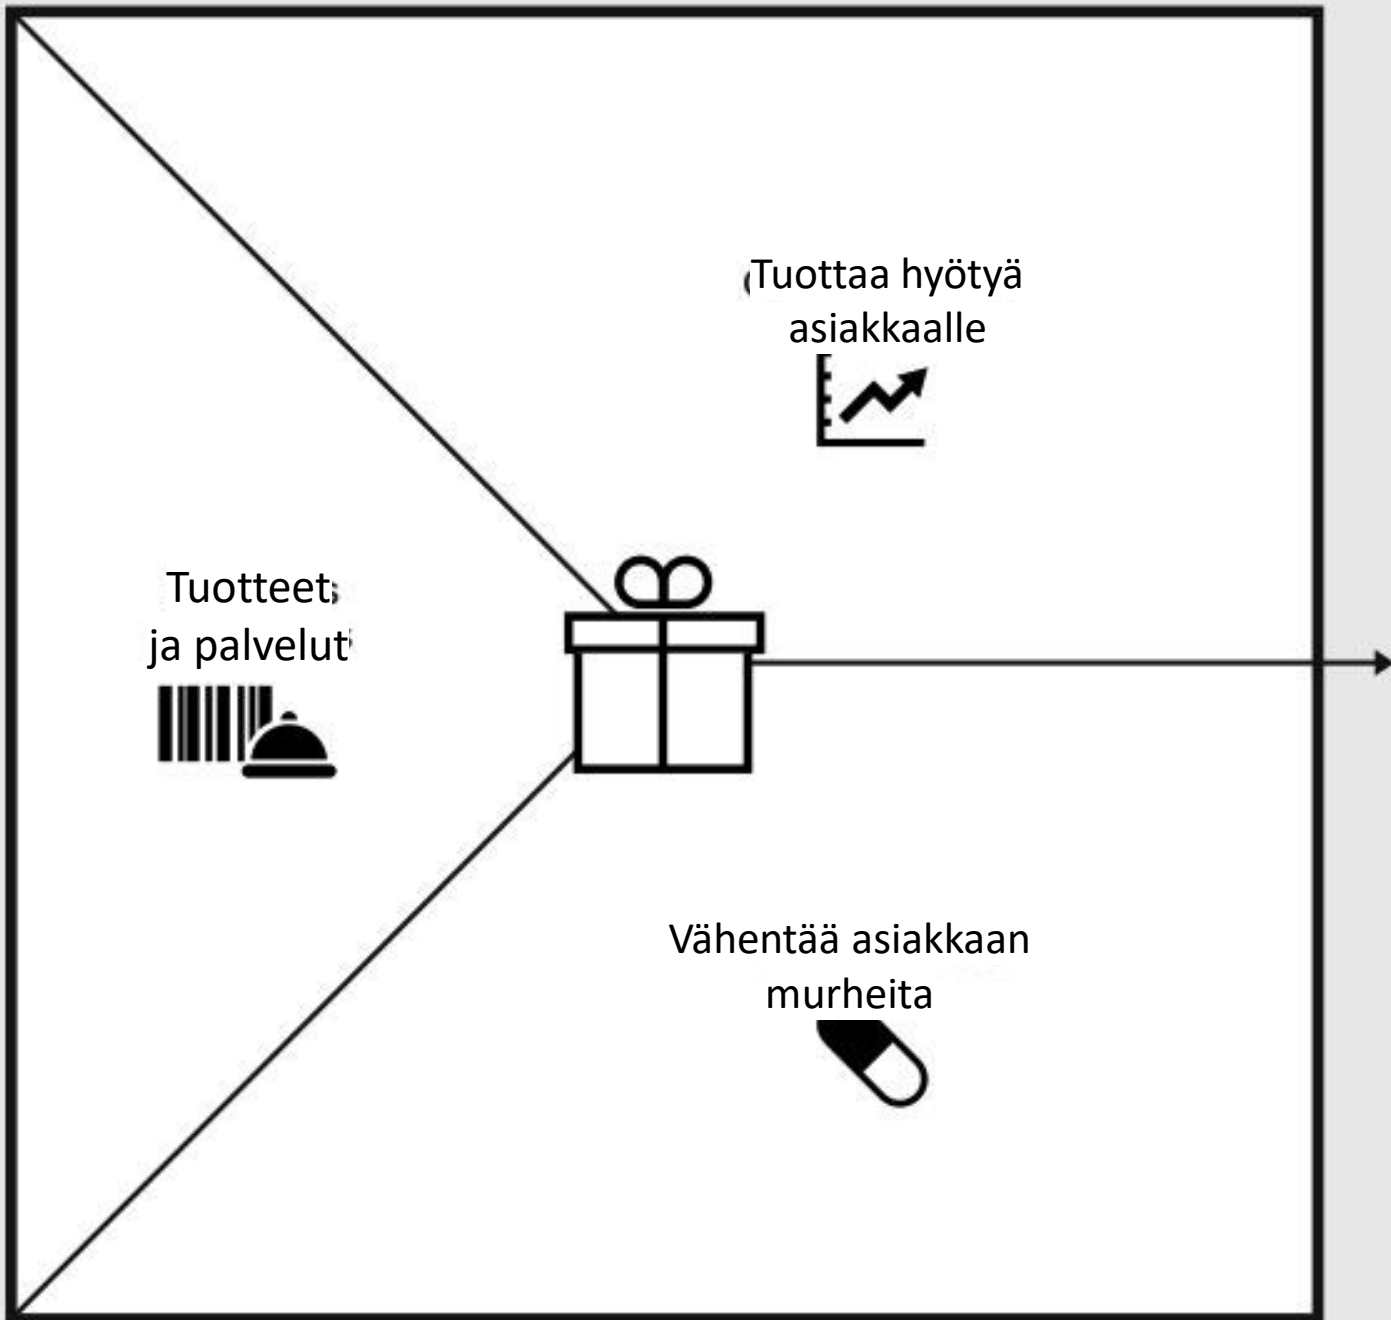 Tuottaa hyötyä
asiakkaalle
Tuotteet
ja palvelut
Vähentää asiakkaan
murheita